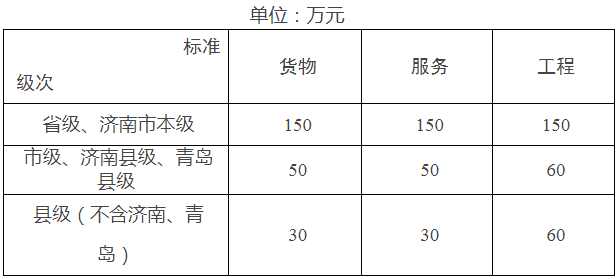 单位：万元
标准
级次
货物 服务 工程
省级、济南市本级 150 150 150
市级、济南县级、青岛
县级
50 50 60
县级（不含济南、青
岛）
30 30 60